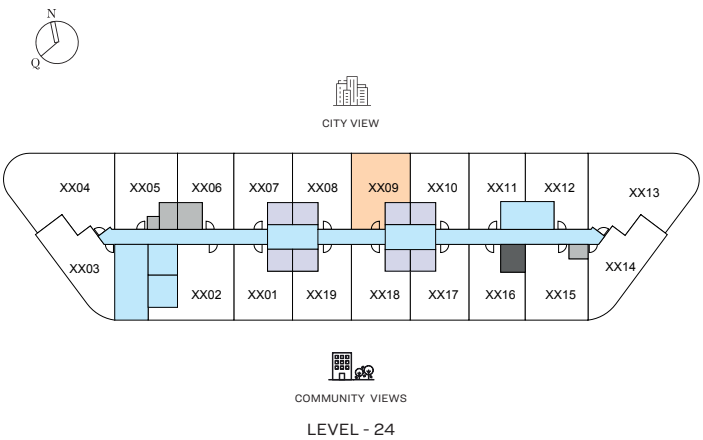 N
Q
CITY VIEW
XX04 XX05 XX06 XX07 XX08 XX09 XX10 XX11 XX12 XX13
XX03 XX14
XX02 XX01 XX19 XX18 XX17 XX16 XX15
COMMUNITY VIEWS
LEVEL - 24